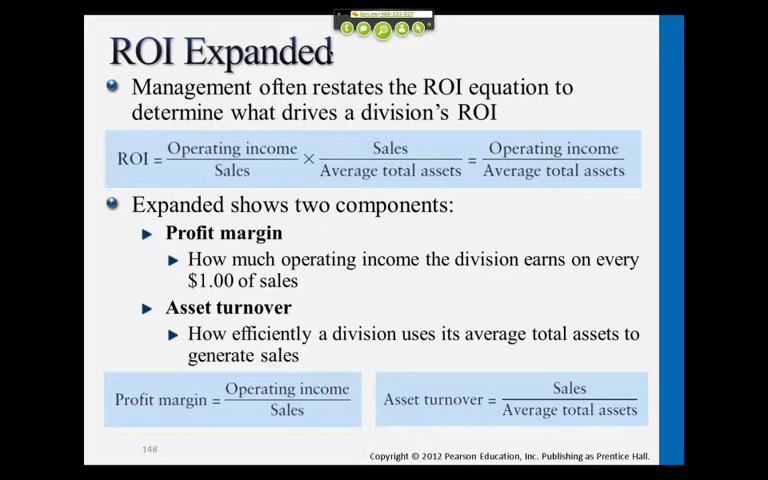 ROI Expanded
Management often restates the ROI equation to
determine what drives a division's ROI
ROI = Operating income / Sales × Sales / Average total assets = Operating income / Average total assets
Expanded shows two components:
Profit margin
How much operating income the division earns on every
$1.00 of sales
Asset turnover
How efficiently a division uses its average total assets to
generate sales
Profit margin = Operating income / Sales
Asset turnover = Sales / Average total assets
148
Copyright © 2012 Pearson Education, Inc. Publishing as Prentice Hall.